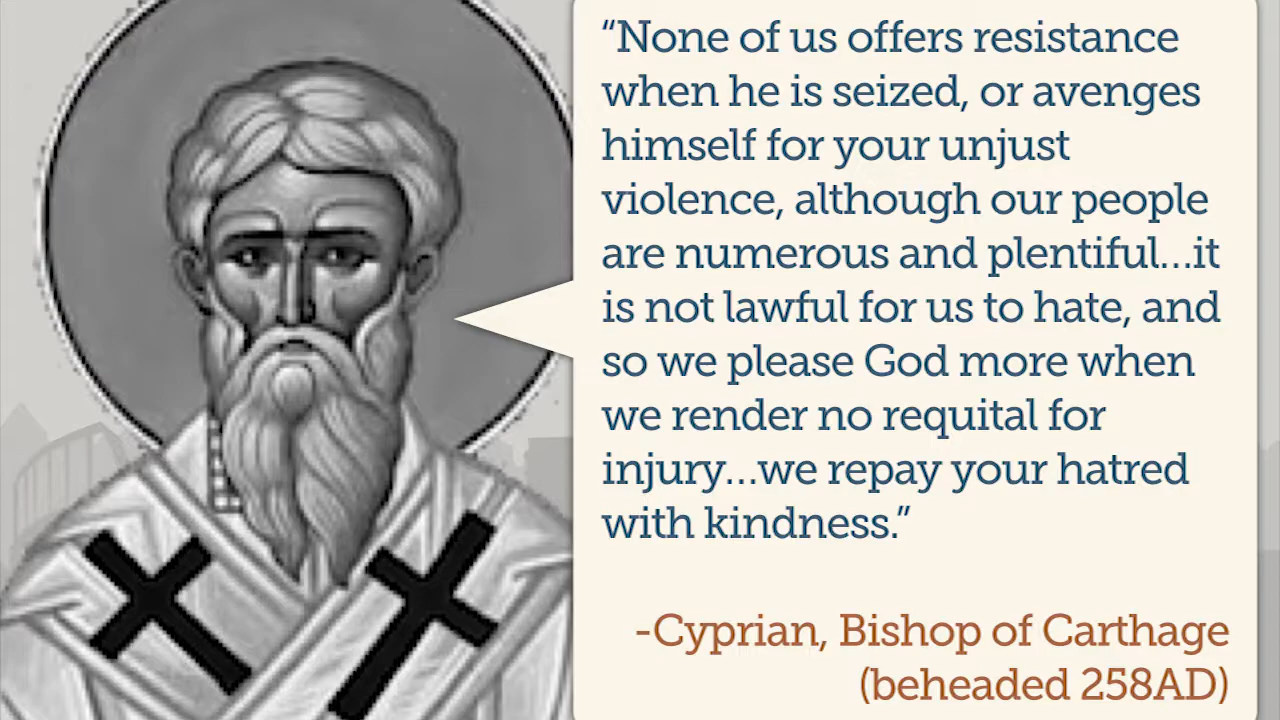 “None of us offers resistance
when he is seized, or avenges
himself for your unjust
violence, although our people
are numerous and plentiful...it
is not lawful for us to hate, and
so we please God more when
we render no requital for
injury...we repay your hatred
with kindness.”
-Cyprian, Bishop of Carthage
(beheaded 258AD)